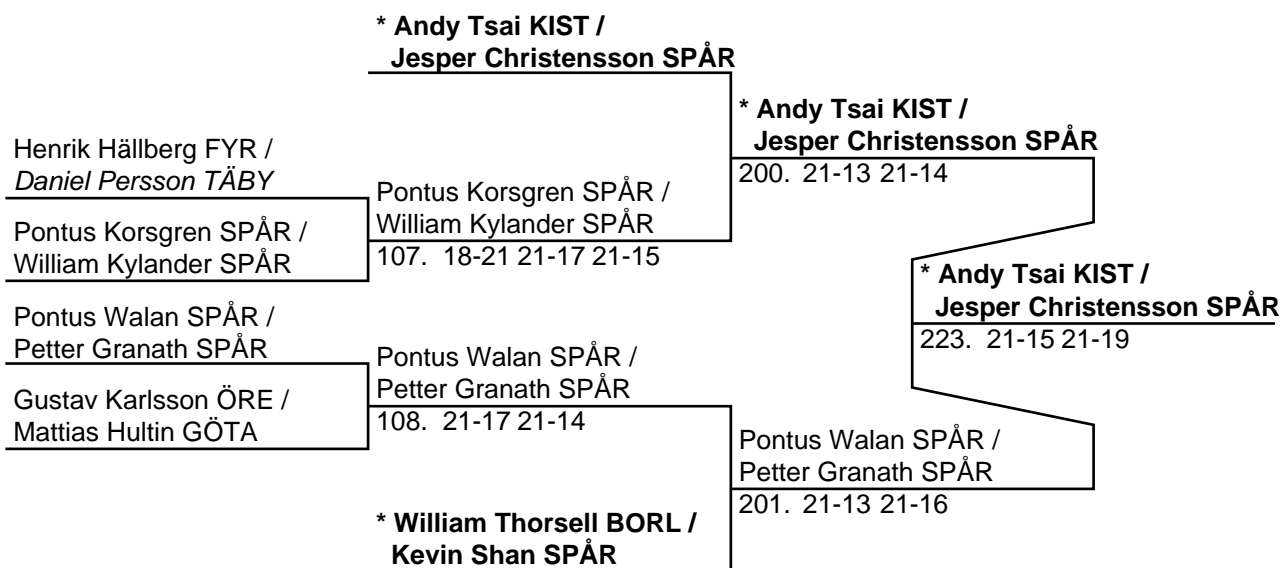 * Andy Tsai KIST /
Jesper Christensson SPÅR
* Andy Tsai KIST /
Jesper Christensson SPÅR
200. 21-13 21-14
Henrik Hällberg FYR /
Daniel Persson TÄBY
Pontus Korsgren SPÅR /
William Kylander SPÅR
107. 18-21 21-17 21-15
Pontus Korsgren SPÅR /
William Kylander SPÅR
* Andy Tsai KIST /
Jesper Christensson SPÅR
223. 21-15 21-19
Pontus Walan SPÅR /
Petter Granath SPÅR
Pontus Walan SPÅR /
Petter Granath SPÅR
108. 21-17 21-14
Gustav Karlsson ÖRE /
Mattias Hultin GÖTA
Pontus Walan SPÅR /
Petter Granath SPÅR
201. 21-13 21-16
* William Thorsell BORL /
Kevin Shan SPÅR